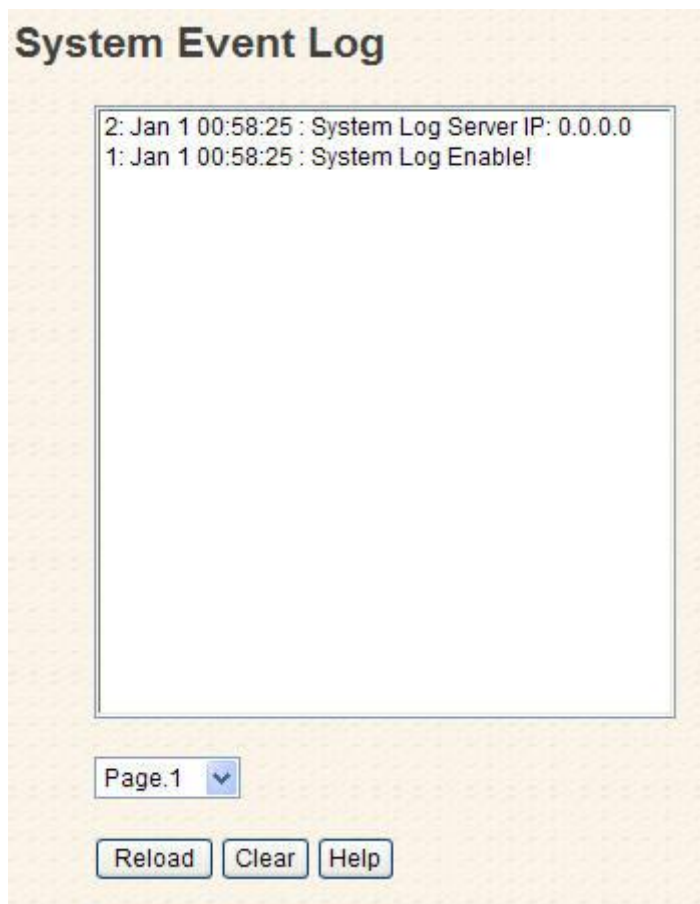 System Event Log
2: Jan 1 00:58:25 : System Log Server IP: 0.0.0.0
1: Jan 1 00:58:25 : System Log Enable!
Page.1
Reload Clear Help